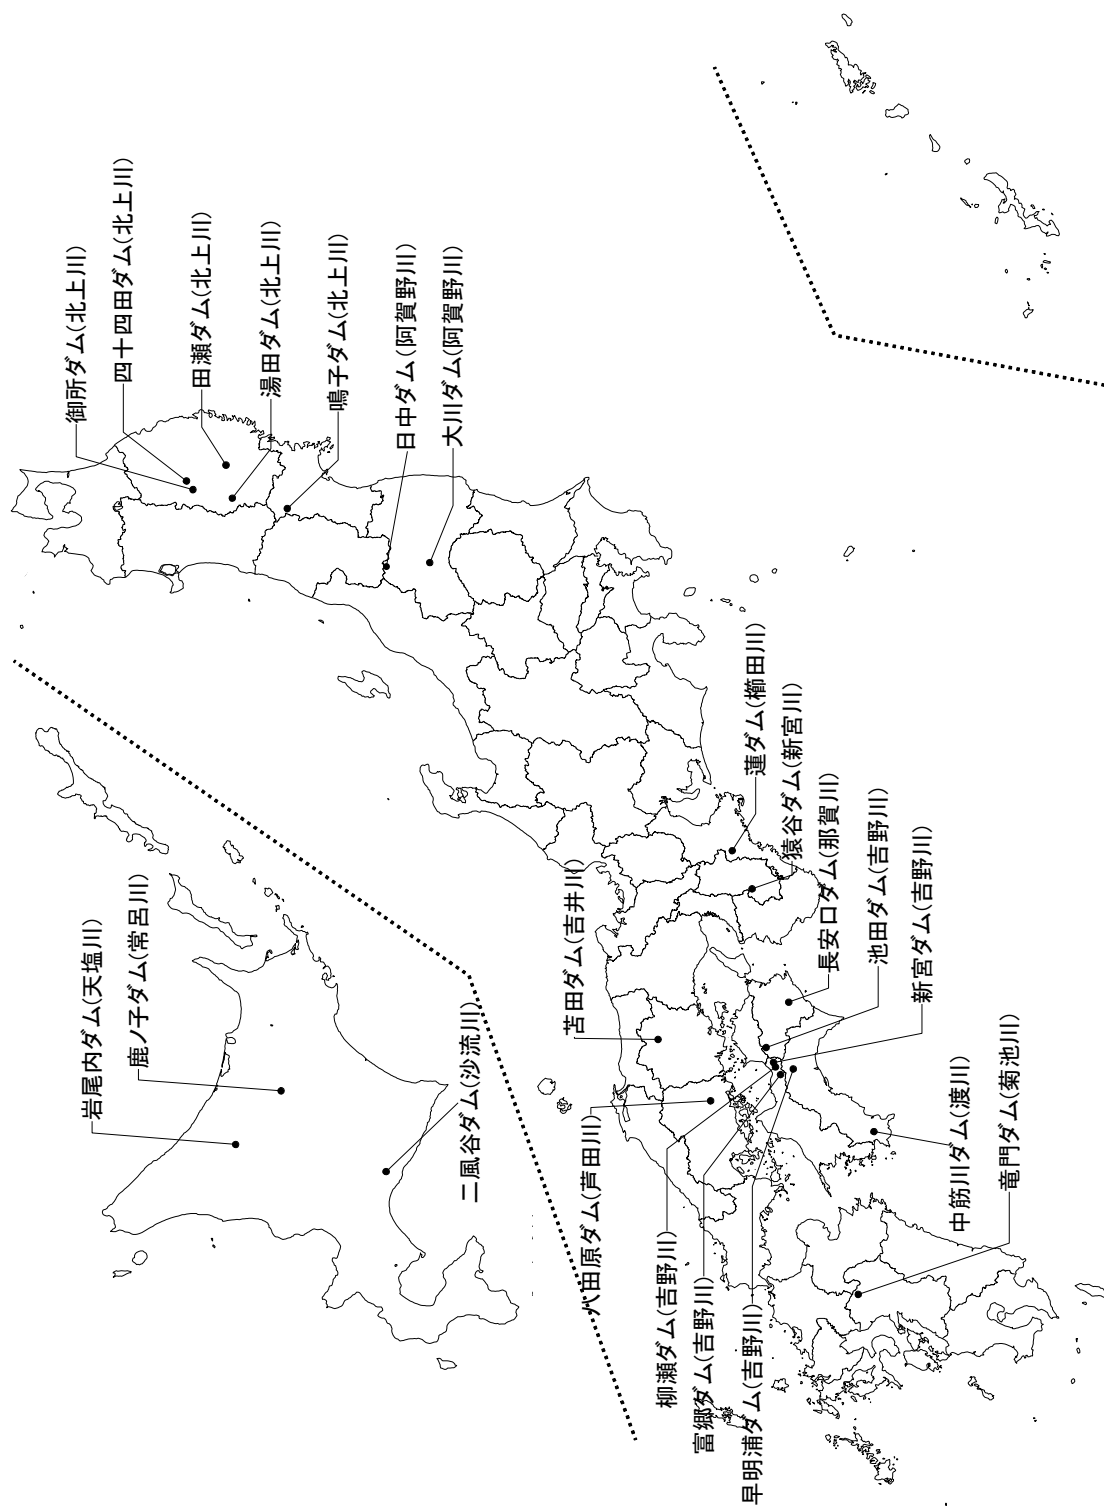 岩尾内ダム(天塩川)
鹿ノ子ダム(常呂川)
二風谷ダム(沙流川)
御所ダム(北上川)
四十四田ダム(北上川)
田瀬ダム(北上川)
湯田ダム(北上川)
鳴子ダム(北上川)
日中ダム(阿賀野川)
大川ダム(阿賀野川)
苫田ダム(吉井川)
八田原ダム(芦田川)
柳瀬ダム(吉野川)
富郷ダム(吉野川)
早明浦ダム(吉野川)
蓮ダム(櫛田川)
猿谷ダム(新宮川)
長安口ダム(那賀川)
池田ダム(吉野川)
新宮ダム(吉野川)
中筋川ダム(渡川)
竜門ダム(菊池川)